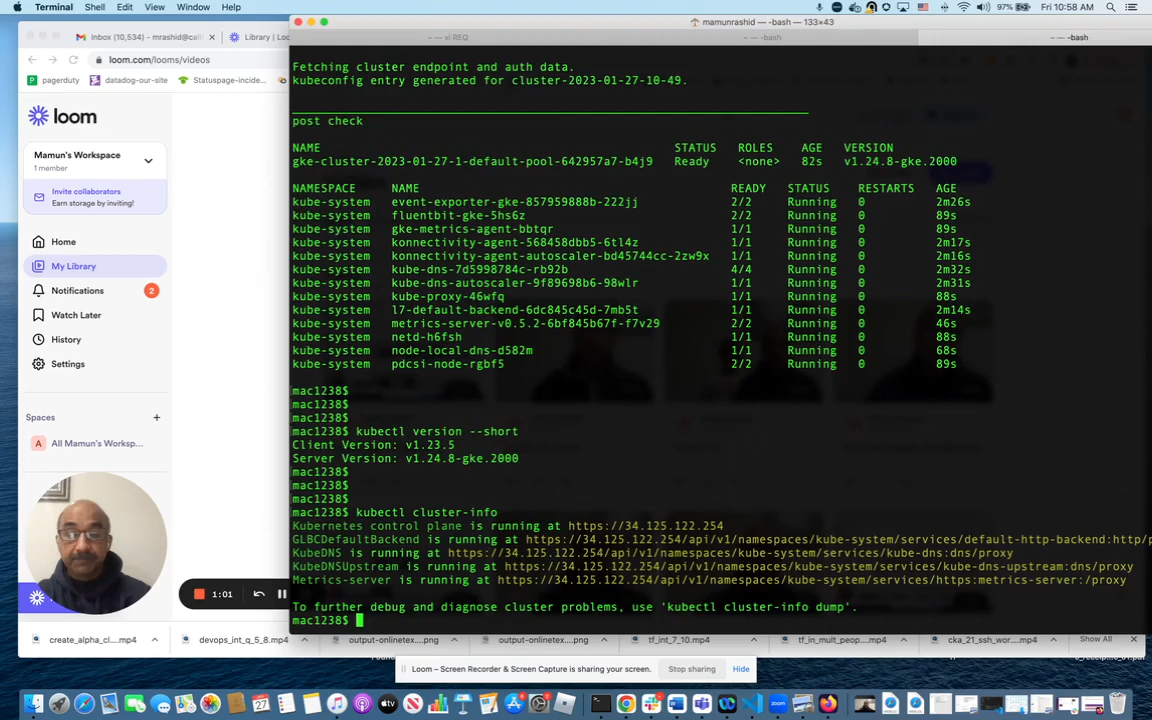 Terminal Shell Edit View Window Help
97% Fri 10:58 AM
mamunrashid — -bash — 133×43
Inbox (10,534) - mrashid@cal
Library | Loo
— vi REQ
— -bash
— -bash
loom.com/looms/videos
pagerduty datadog-our-site Statuspage-incide...
loom
Mamun's Workspace
1 member
Invite collaborators
Earn storage by inviting!
Home
My Library
Notifications 2
Watch Later
History
Settings
Spaces +
A All Mamun's Worksp...
1:01
Fetching cluster endpoint and auth data.
kubeconfig entry generated for cluster-2023-01-27-10-49.
post check
NAME STATUS ROLES AGE VERSION
gke-cluster-2023-01-27-1-default-pool-642957a7-b4j9 Ready <none> 82s v1.24.8-gke.2000
NAMESPACE NAME READY STATUS RESTARTS AGE
kube-system event-exporter-gke-857959888b-222jj 2/2 Running 0 2m26s
kube-system fluentbit-gke-5hs6z 2/2 Running 0 89s
kube-system gke-metrics-agent-bbtqr 1/1 Running 0 89s
kube-system konnectivity-agent-568458dbb5-6tl4z 1/1 Running 0 2m17s
kube-system konnectivity-agent-autoscaler-bd45744cc-2zw9x 1/1 Running 0 2m16s
kube-system kube-dns-7d5998784c-rb92b 4/4 Running 0 2m32s
kube-system kube-dns-autoscaler-9f89698b6-98wlr 1/1 Running 0 2m31s
kube-system kube-proxy-46wfq 1/1 Running 0 88s
kube-system l7-default-backend-6dc845c45d-7mb5t 1/1 Running 0 2m14s
kube-system metrics-server-v0.5.2-6bf845b67f-f7v29 2/2 Running 0 46s
kube-system netd-h6fsh 1/1 Running 0 88s
kube-system node-local-dns-d582m 1/1 Running 0 68s
kube-system pdcsi-node-rgbf5 2/2 Running 0 89s
mac1238$
mac1238$
mac1238$
mac1238$ kubectl version --short
Client Version: v1.23.5
Server Version: v1.24.8-gke.2000
mac1238$
mac1238$
mac1238$
mac1238$ kubectl cluster-info
Kubernetes control plane is running at https://34.125.122.254
GLBCDefaultBackend is running at https://34.125.122.254/api/v1/namespaces/kube-system/services/default-http-backend:http/p
KubeDNS is running at https://34.125.122.254/api/v1/namespaces/kube-system/services/kube-dns:dns/proxy
KubeDNSUpstream is running at https://34.125.122.254/api/v1/namespaces/kube-system/services/kube-dns-upstream:dns/proxy
Metrics-server is running at https://34.125.122.254/api/v1/namespaces/kube-system/services/https:metrics-server:/proxy
To further debug and diagnose cluster problems, use 'kubectl cluster-info dump'.
mac1238$
create_alpha_cl....mp4 devops_int_q_5_8.mp4 output-onlinetex....png output-onlinetex....png tf_int_7_10.mp4 tf_in_mult_peop....mp4 cka_21_ssh_wor....mp4 Show All
Loom – Screen Recorder & Screen Capture is sharing your screen. Stop sharing Hide